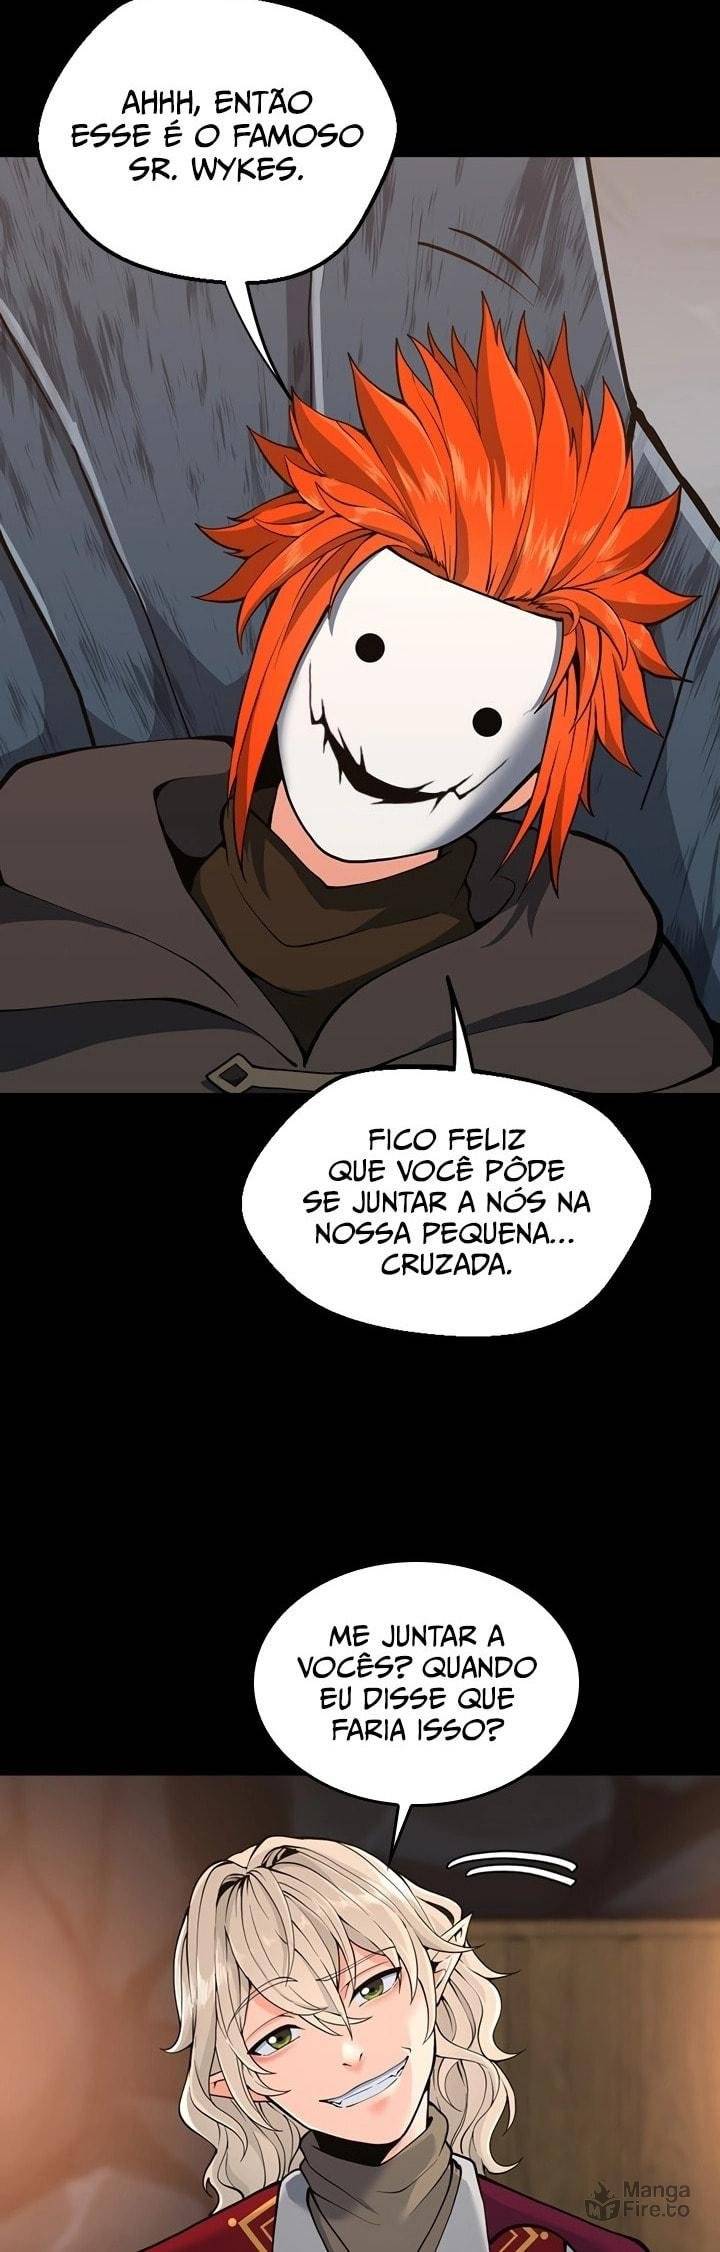 AHHH, ENTÃO
ESSE É O FAMOSO
SR. WYKES.
FICO FELIZ
QUE VOCÊ PÔDE
SE JUNTAR A NÓS NA
NOSSA PEQUENA...
CRUZADA.
ME JUNTAR A
VOCÊS? QUANDO
EU DISSE QUE
FARIA ISSO?
Manga
Fire.to
MF